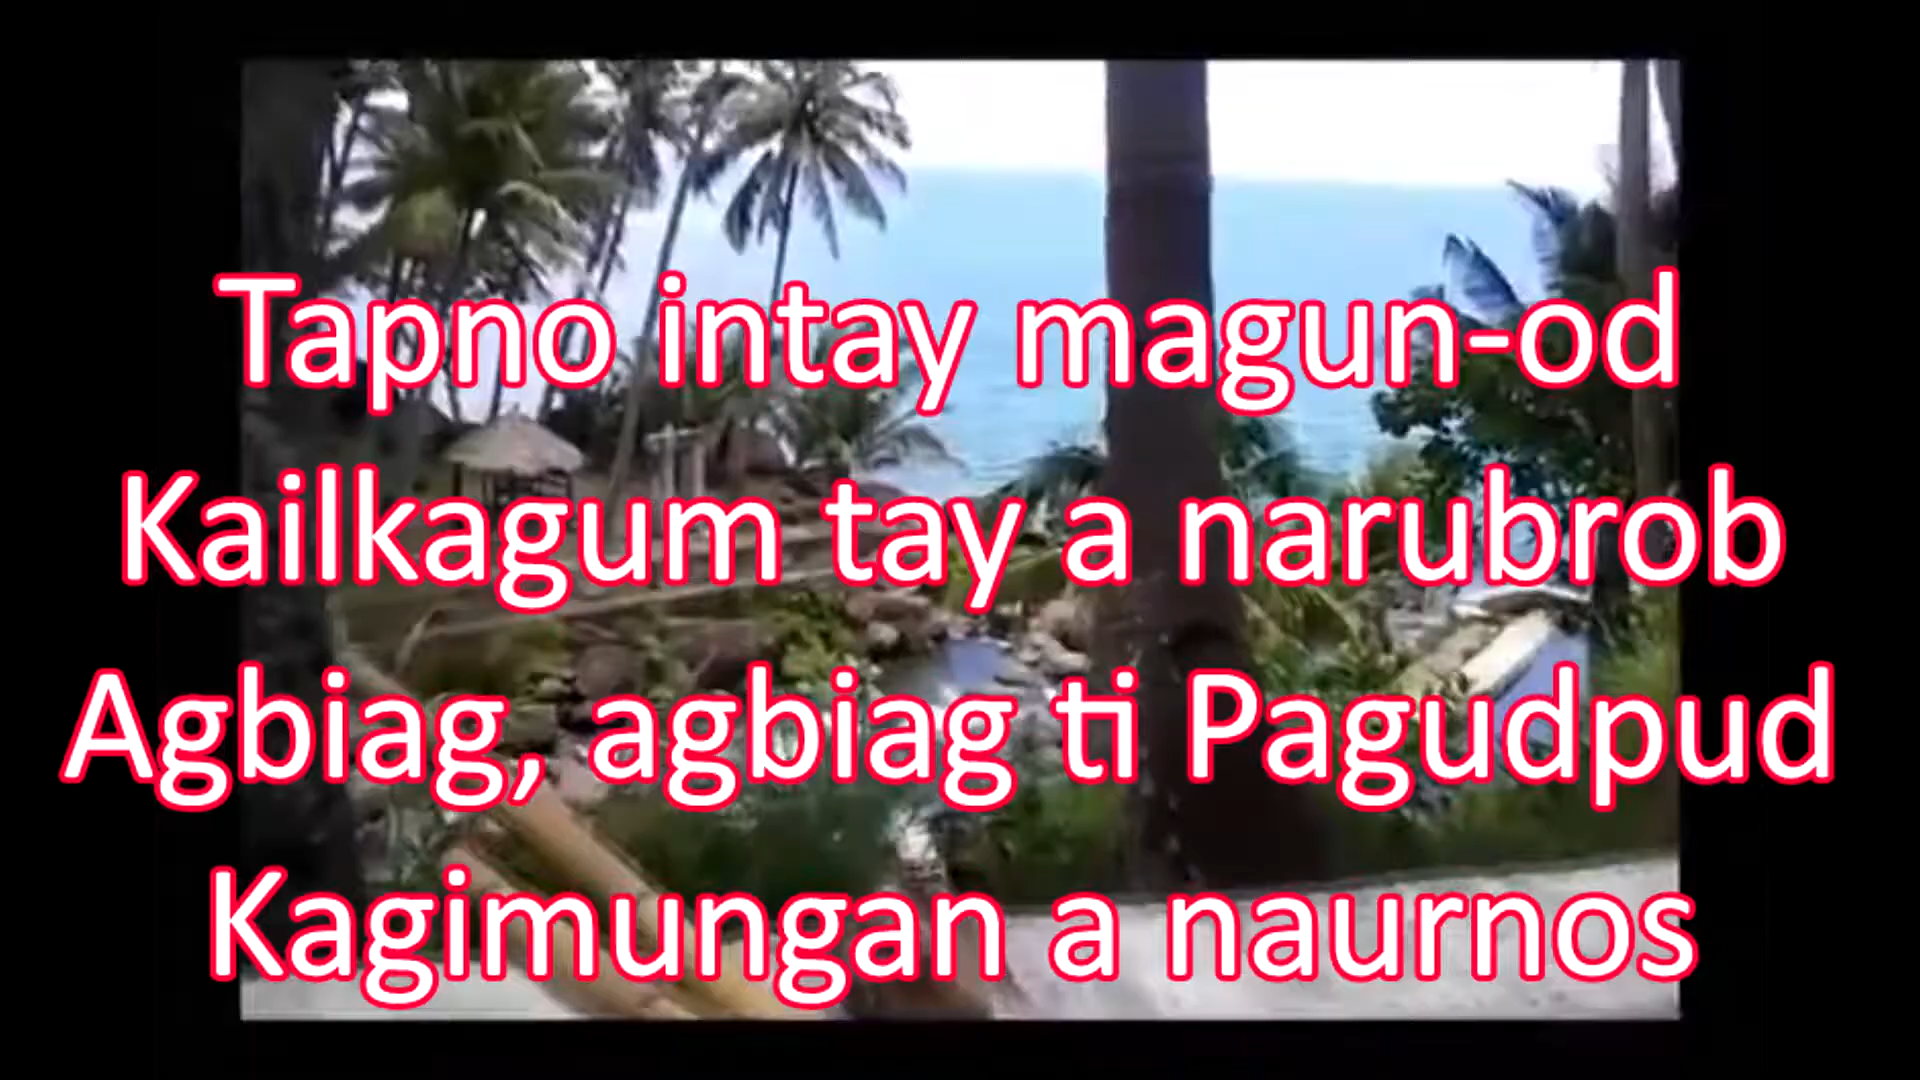 Tapno intay magun-od
Kailkagum tay a narubrob
Agbiag, agbiag ti Pagudpud
Kagimungan a naurnos